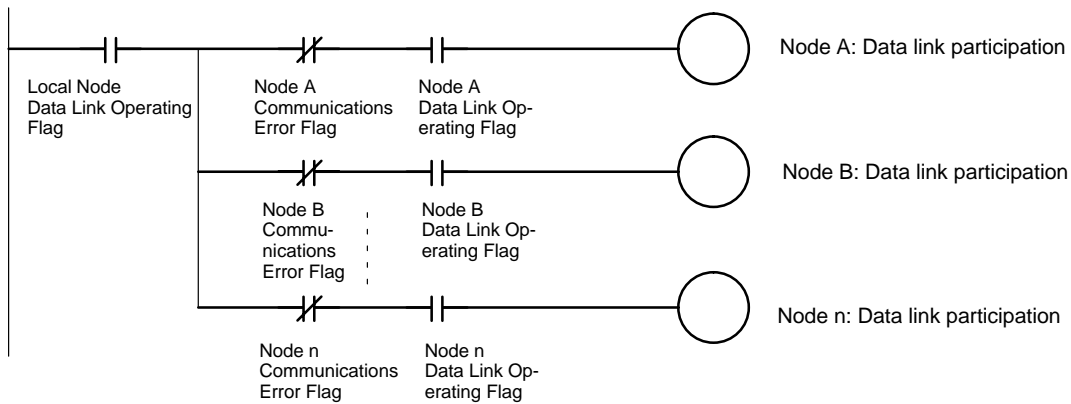 Node A: Data link participation
Local Node
Data Link Operating
Flag
Node A
Communications
Error Flag
Node A
Data Link Op-
erating Flag
Node B: Data link participation
Node B
Commu-
nications
Error Flag
Node B
Data Link Op-
erating Flag
Node n: Data link participation
Node n
Communications
Error Flag
Node n
Data Link Op-
erating Flag